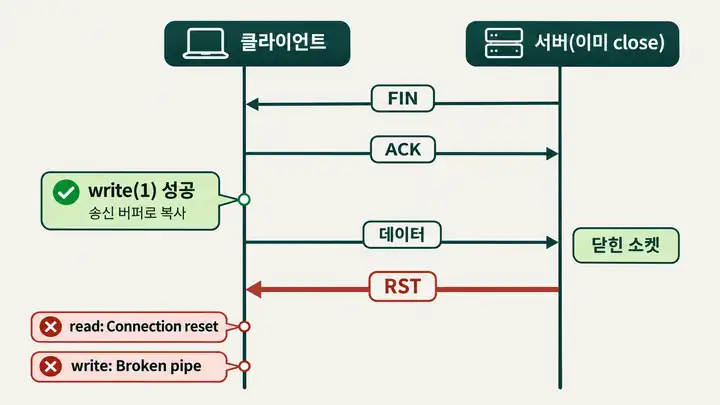 클라이언트
서버(이미 close)
FIN
ACK
write(1) 성공
송신 버퍼로 복사
데이터
닫힌 소켓
RST
read: Connection reset
write: Broken pipe